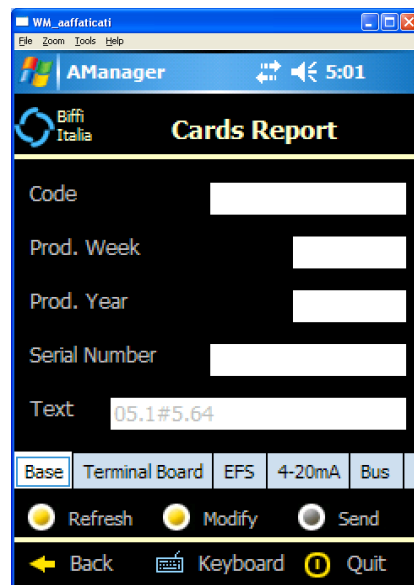 WM_aaffaticati
File Zoom Tools Help
AManager 5:01
Biffi
Italia
Cards Report
Code
Prod. Week
Prod. Year
Serial Number
Text 05.1#5.64
Base Terminal Board EFS 4-20mA Bus
Refresh Modify Send
Back Keyboard Quit